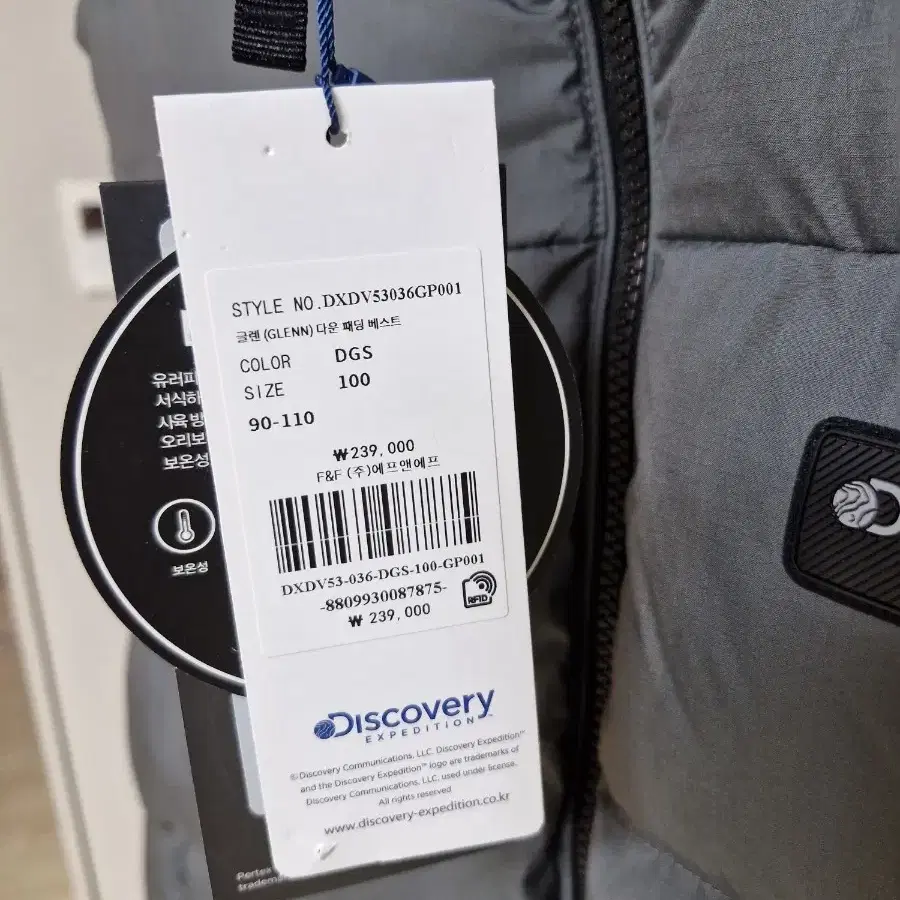 STYLE NO.DXDV53036GP001
글렌 (GLENN) 다운 패딩 베스트
COLOR DGS
SIZE 100
90-110
₩239,000
F&F (주)에프앤에프
DXDV53-036-DGS-100-GP001
-8809930087875-
RFID
₩ 239,000
Discovery
EXPEDITION™
©Discovery Communications, LLC. Discovery Expedition™
and the Discovery Expedition™ logo are trademarks of
Discovery Communications, LLC, used under license.
All rights reserved
www.discovery-expedition.co.kr
유러피
서식하
사육 방
오리보
보온성
보온성
Pertex
tradem
D